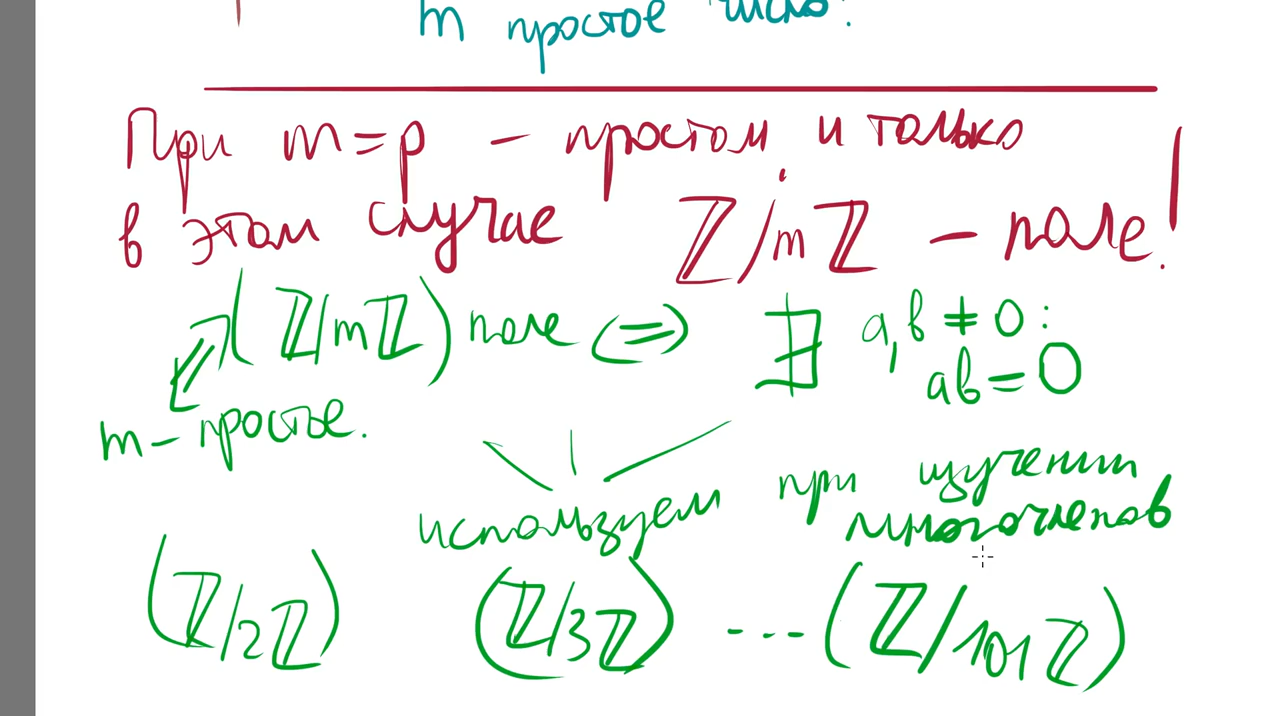 m простое число.
При m=p – простом и только
в этом случае ℤ/mℤ – поле!
(ℤ/mℤ) поле ⇔ ∄ a, b ≠ 0:
ab = 0
m – простое.
используем при изучении
многочленов
(ℤ/2ℤ) (ℤ/3ℤ) --- (ℤ/101ℤ)